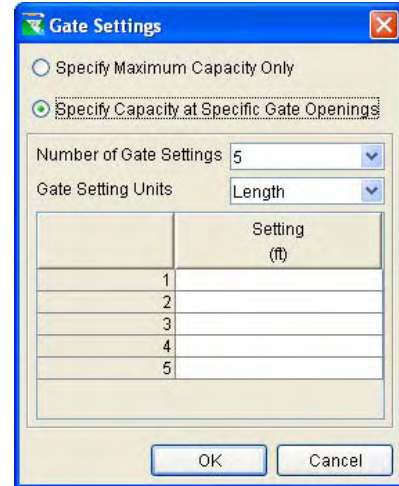 Gate Settings
Specify Maximum Capacity Only
Specify Capacity at Specific Gate Openings
Number of Gate Settings 5
Gate Setting Units Length
Setting
(ft)
1
2
3
4
5
OK Cancel